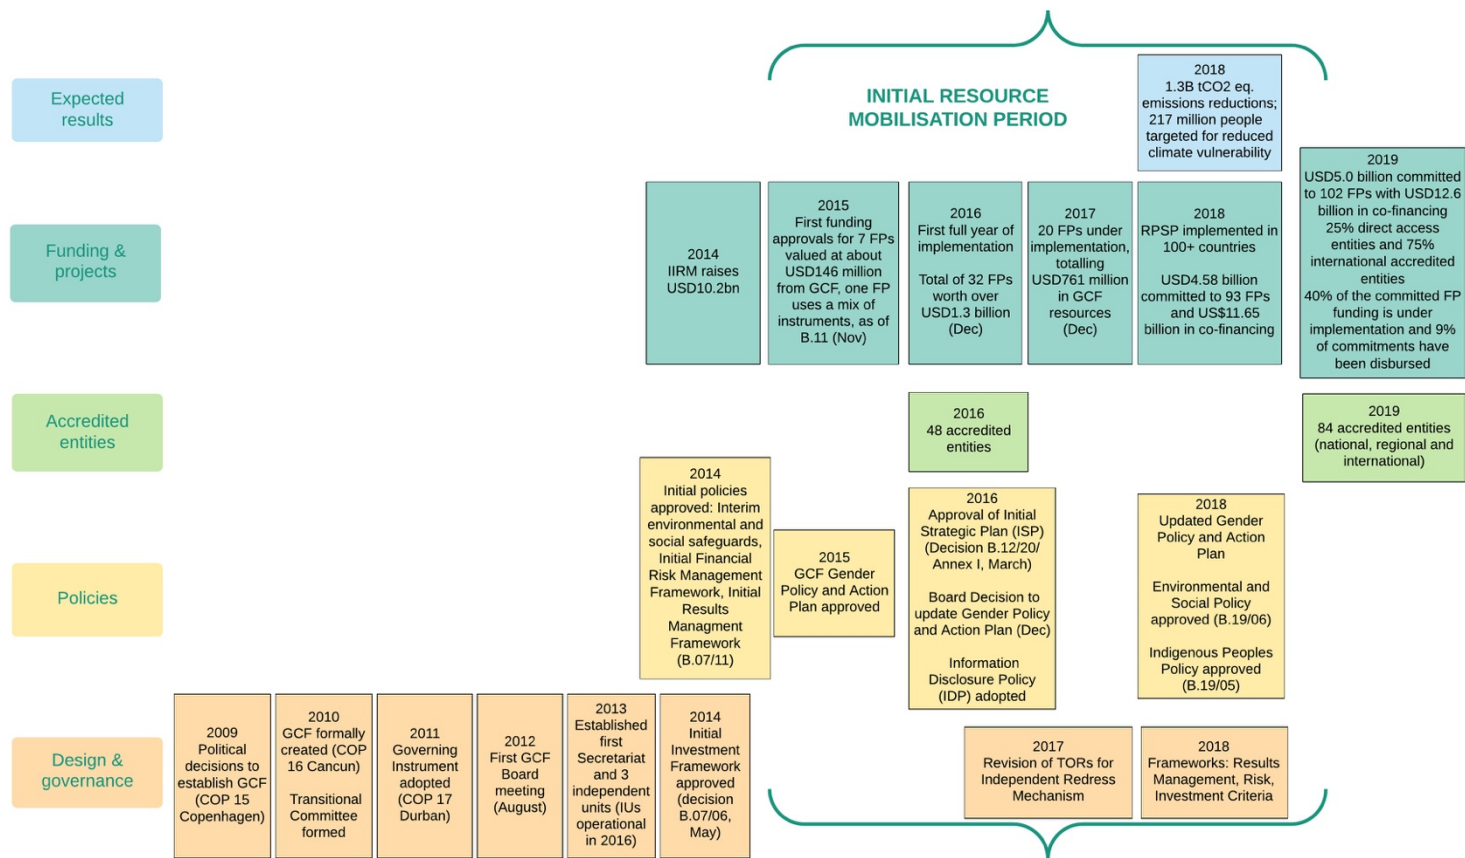 INITIAL RESOURCE
MOBILISATION PERIOD
Expected
results
2018
1.3B tCO2 eq.
emissions reductions;
217 million people
targeted for reduced
climate vulnerability
Funding &
projects
2014
IIRM raises
USD10.2bn
2015
First funding
approvals for 7 FPs
valued at about
USD146 million
from GCF, one FP
uses a mix of
instruments, as of
B.11 (Nov)
2016
First full year of
implementation
Total of 32 FPs
worth over
USD1.3 billion
(Dec)
2017
20 FPs under
implementation,
totalling
USD761 million
in GCF
resources
(Dec)
2018
RPSP implemented in
100+ countries
USD4.58 billion
committed to 93 FPs
and US$11.65
billion in co-financing
2019
USD5.0 billion committed
to 102 FPs with USD12.6
billion in co-financing
25% direct access
entities and 75%
international accredited
entities
40% of the committed FP
funding is under
implementation and 9%
of commitments have
been disbursed
Accredited
entities
2016
48 accredited
entities
2019
84 accredited entities
(national, regional and
international)
Policies
2014
Initial policies
approved: Interim
environmental and
social safeguards,
Initial Financial
Risk Management
Framework, Initial
Results
Managment
Framework
(B.07/11)
2015
GCF Gender
Policy and Action
Plan approved
2016
Approval of Initial
Strategic Plan (ISP)
(Decision B.12/20/
Annex I, March)
Board Decision to
update Gender Policy
and Action Plan (Dec)
Information
Disclosure Policy
(IDP) adopted
2018
Updated Gender
Policy and Action
Plan
Environmental and
Social Policy
approved (B.19/06)
Indigenous Peoples
Policy approved
(B.19/05)
Design &
governance
2009
Political
decisions to
establish GCF
(COP 15
Copenhagen)
2010
GCF formally
created (COP
16 Cancun)
Transitional
Committee
formed
2011
Governing
Instrument
adopted
(COP 17
Durban)
2012
First GCF
Board
meeting
(August)
2013
Established
first
Secretariat
and 3
independent
units (IUs
operational
in 2016)
2014
Initial
Investment
Framework
approved
(decision
B.07/06,
May)
2017
Revision of TORs for
Independent Redress
Mechanism
2018
Frameworks: Results
Management, Risk,
Investment Criteria